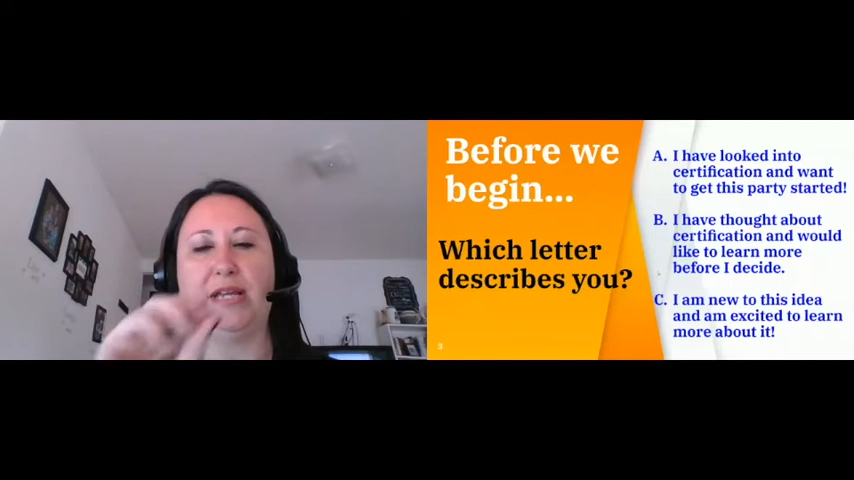 Before we
begin...
Which letter
describes you?
3
A. I have looked into
certification and want
to get this party started!
B. I have thought about
certification and would
like to learn more
before I decide.
C. I am new to this idea
and am excited to learn
more about it!